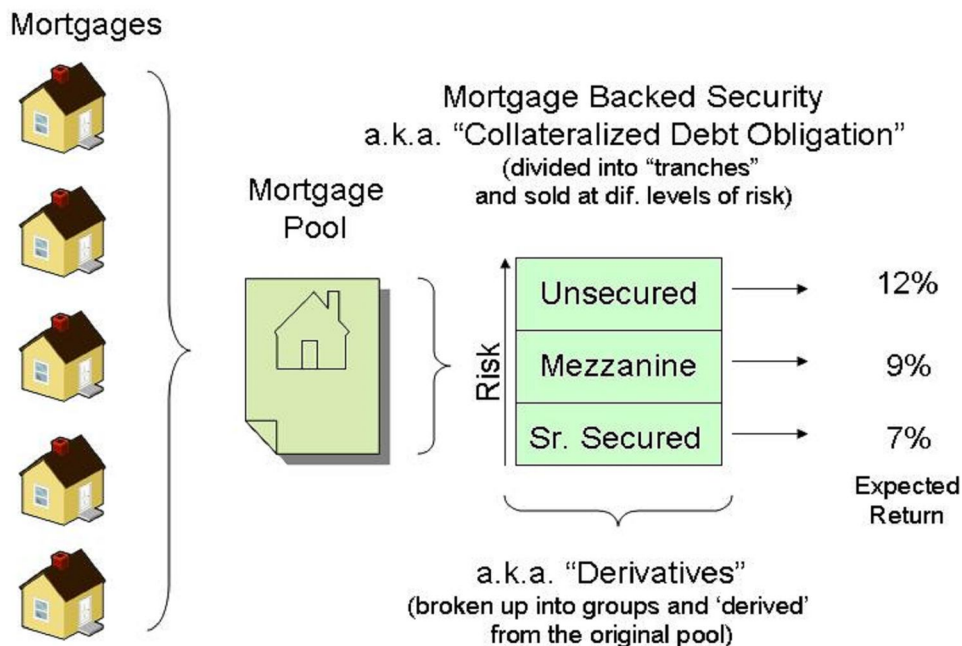 Mortgages
Mortgage Backed Security
a.k.a. “Collateralized Debt Obligation”
(divided into “tranches”
and sold at dif. levels of risk)
Mortgage
Pool
Risk
Unsecured
12%
Mezzanine
9%
Sr. Secured
7%
Expected
Return
a.k.a. “Derivatives”
(broken up into groups and ‘derived’
from the original pool)